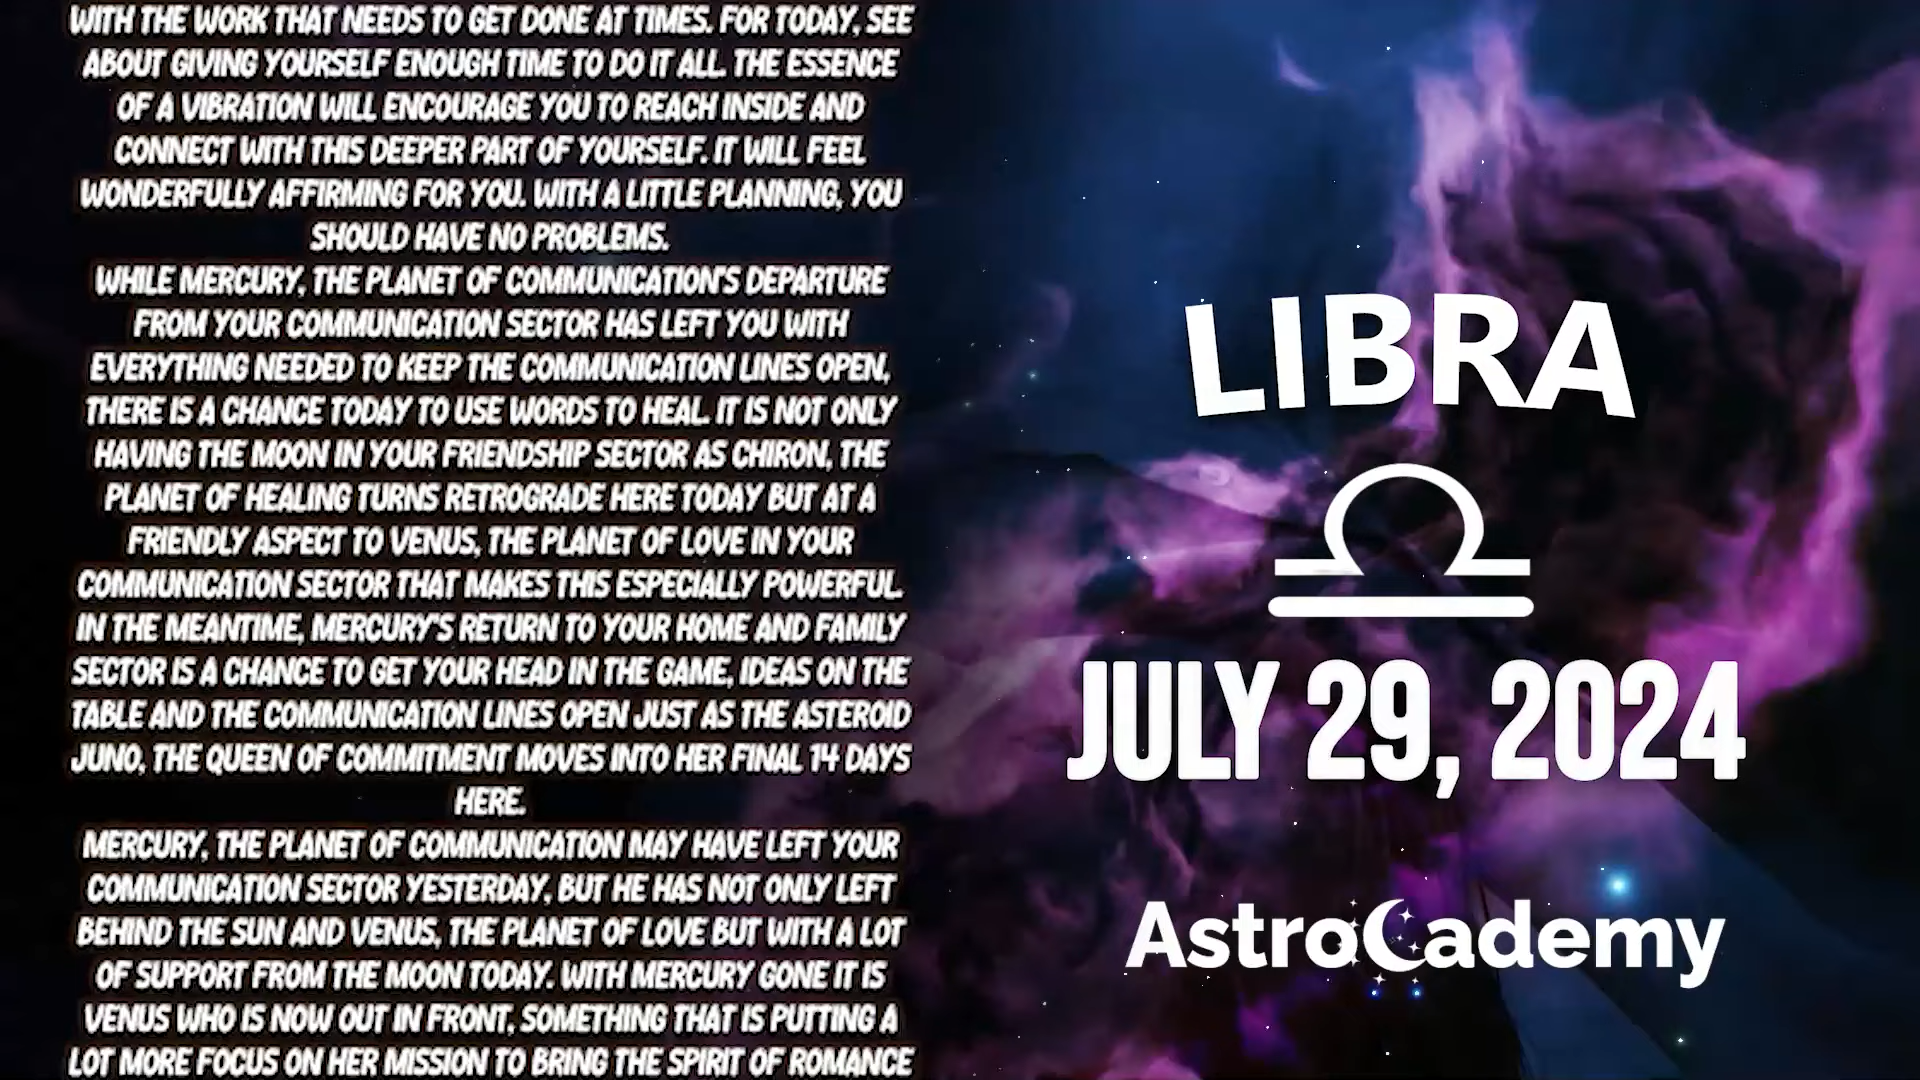 WITH THE WORK THAT NEEDS TO GET DONE AT TIMES. FOR TODAY, SEE
ABOUT GIVING YOURSELF ENOUGH TIME TO DO IT ALL. THE ESSENCE
OF A VIBRATION WILL ENCOURAGE YOU TO REACH INSIDE AND
CONNECT WITH THIS DEEPER PART OF YOURSELF. IT WILL FEEL
WONDERFULLY AFFIRMING FOR YOU. WITH A LITTLE PLANNING, YOU
SHOULD HAVE NO PROBLEMS.
WHILE MERCURY, THE PLANET OF COMMUNICATION'S DEPARTURE
FROM YOUR COMMUNICATION SECTOR HAS LEFT YOU WITH
EVERYTHING NEEDED TO KEEP THE COMMUNICATION LINES OPEN,
THERE IS A CHANCE TODAY TO USE WORDS TO HEAL. IT IS NOT ONLY
HAVING THE MOON IN YOUR FRIENDSHIP SECTOR AS CHIRON, THE
PLANET OF HEALING TURNS RETROGRADE HERE TODAY BUT AT A
FRIENDLY ASPECT TO VENUS, THE PLANET OF LOVE IN YOUR
COMMUNICATION SECTOR THAT MAKES THIS ESPECIALLY POWERFUL.
IN THE MEANTIME, MERCURY'S RETURN TO YOUR HOME AND FAMILY
SECTOR IS A CHANCE TO GET YOUR HEAD IN THE GAME, IDEAS ON THE
TABLE AND THE COMMUNICATION LINES OPEN JUST AS THE ASTEROID
JUNO, THE QUEEN OF COMMITMENT MOVES INTO HER FINAL 14 DAYS
HERE.
MERCURY, THE PLANET OF COMMUNICATION MAY HAVE LEFT YOUR
COMMUNICATION SECTOR YESTERDAY, BUT HE HAS NOT ONLY LEFT
BEHIND THE SUN AND VENUS, THE PLANET OF LOVE BUT WITH A LOT
OF SUPPORT FROM THE MOON TODAY. WITH MERCURY GONE IT IS
VENUS WHO IS NOW OUT IN FRONT, SOMETHING THAT IS PUTTING A
LOT MORE FOCUS ON HER MISSION TO BRING THE SPIRIT OF ROMANCE
LIBRA
JULY 29, 2024
AstroCademy